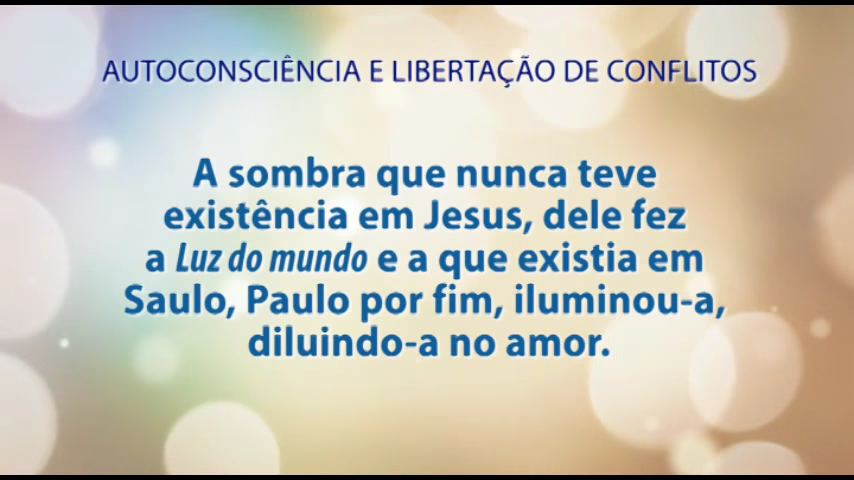 AUTOCONSCIÊNCIA E LIBERTAÇÃO DE CONFLITOS
A sombra que nunca teve
existência em Jesus, dele fez
a Luz do mundo e a que existia em
Saulo, Paulo por fim, iluminou-a,
diluindo-a no amor.